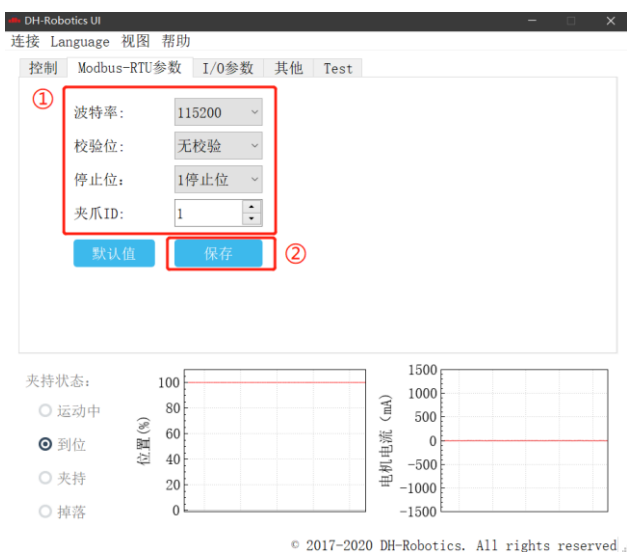 DH-Robotics UI
连接 Language 视图 帮助
控制 Modbus-RTU参数 I/O参数 其他 Test
①
波特率: 115200
校验位: 无校验
停止位: 1停止位
夹爪ID: 1
默认值 保存 ②
夹持状态:
运动中
到位
夹持
掉落
位置(%)
100
80
60
40
20
0
电机电流 (mA)
1500
1000
500
0
-500
-1000
-1500
© 2017-2020 DH-Robotics. All rights reserved